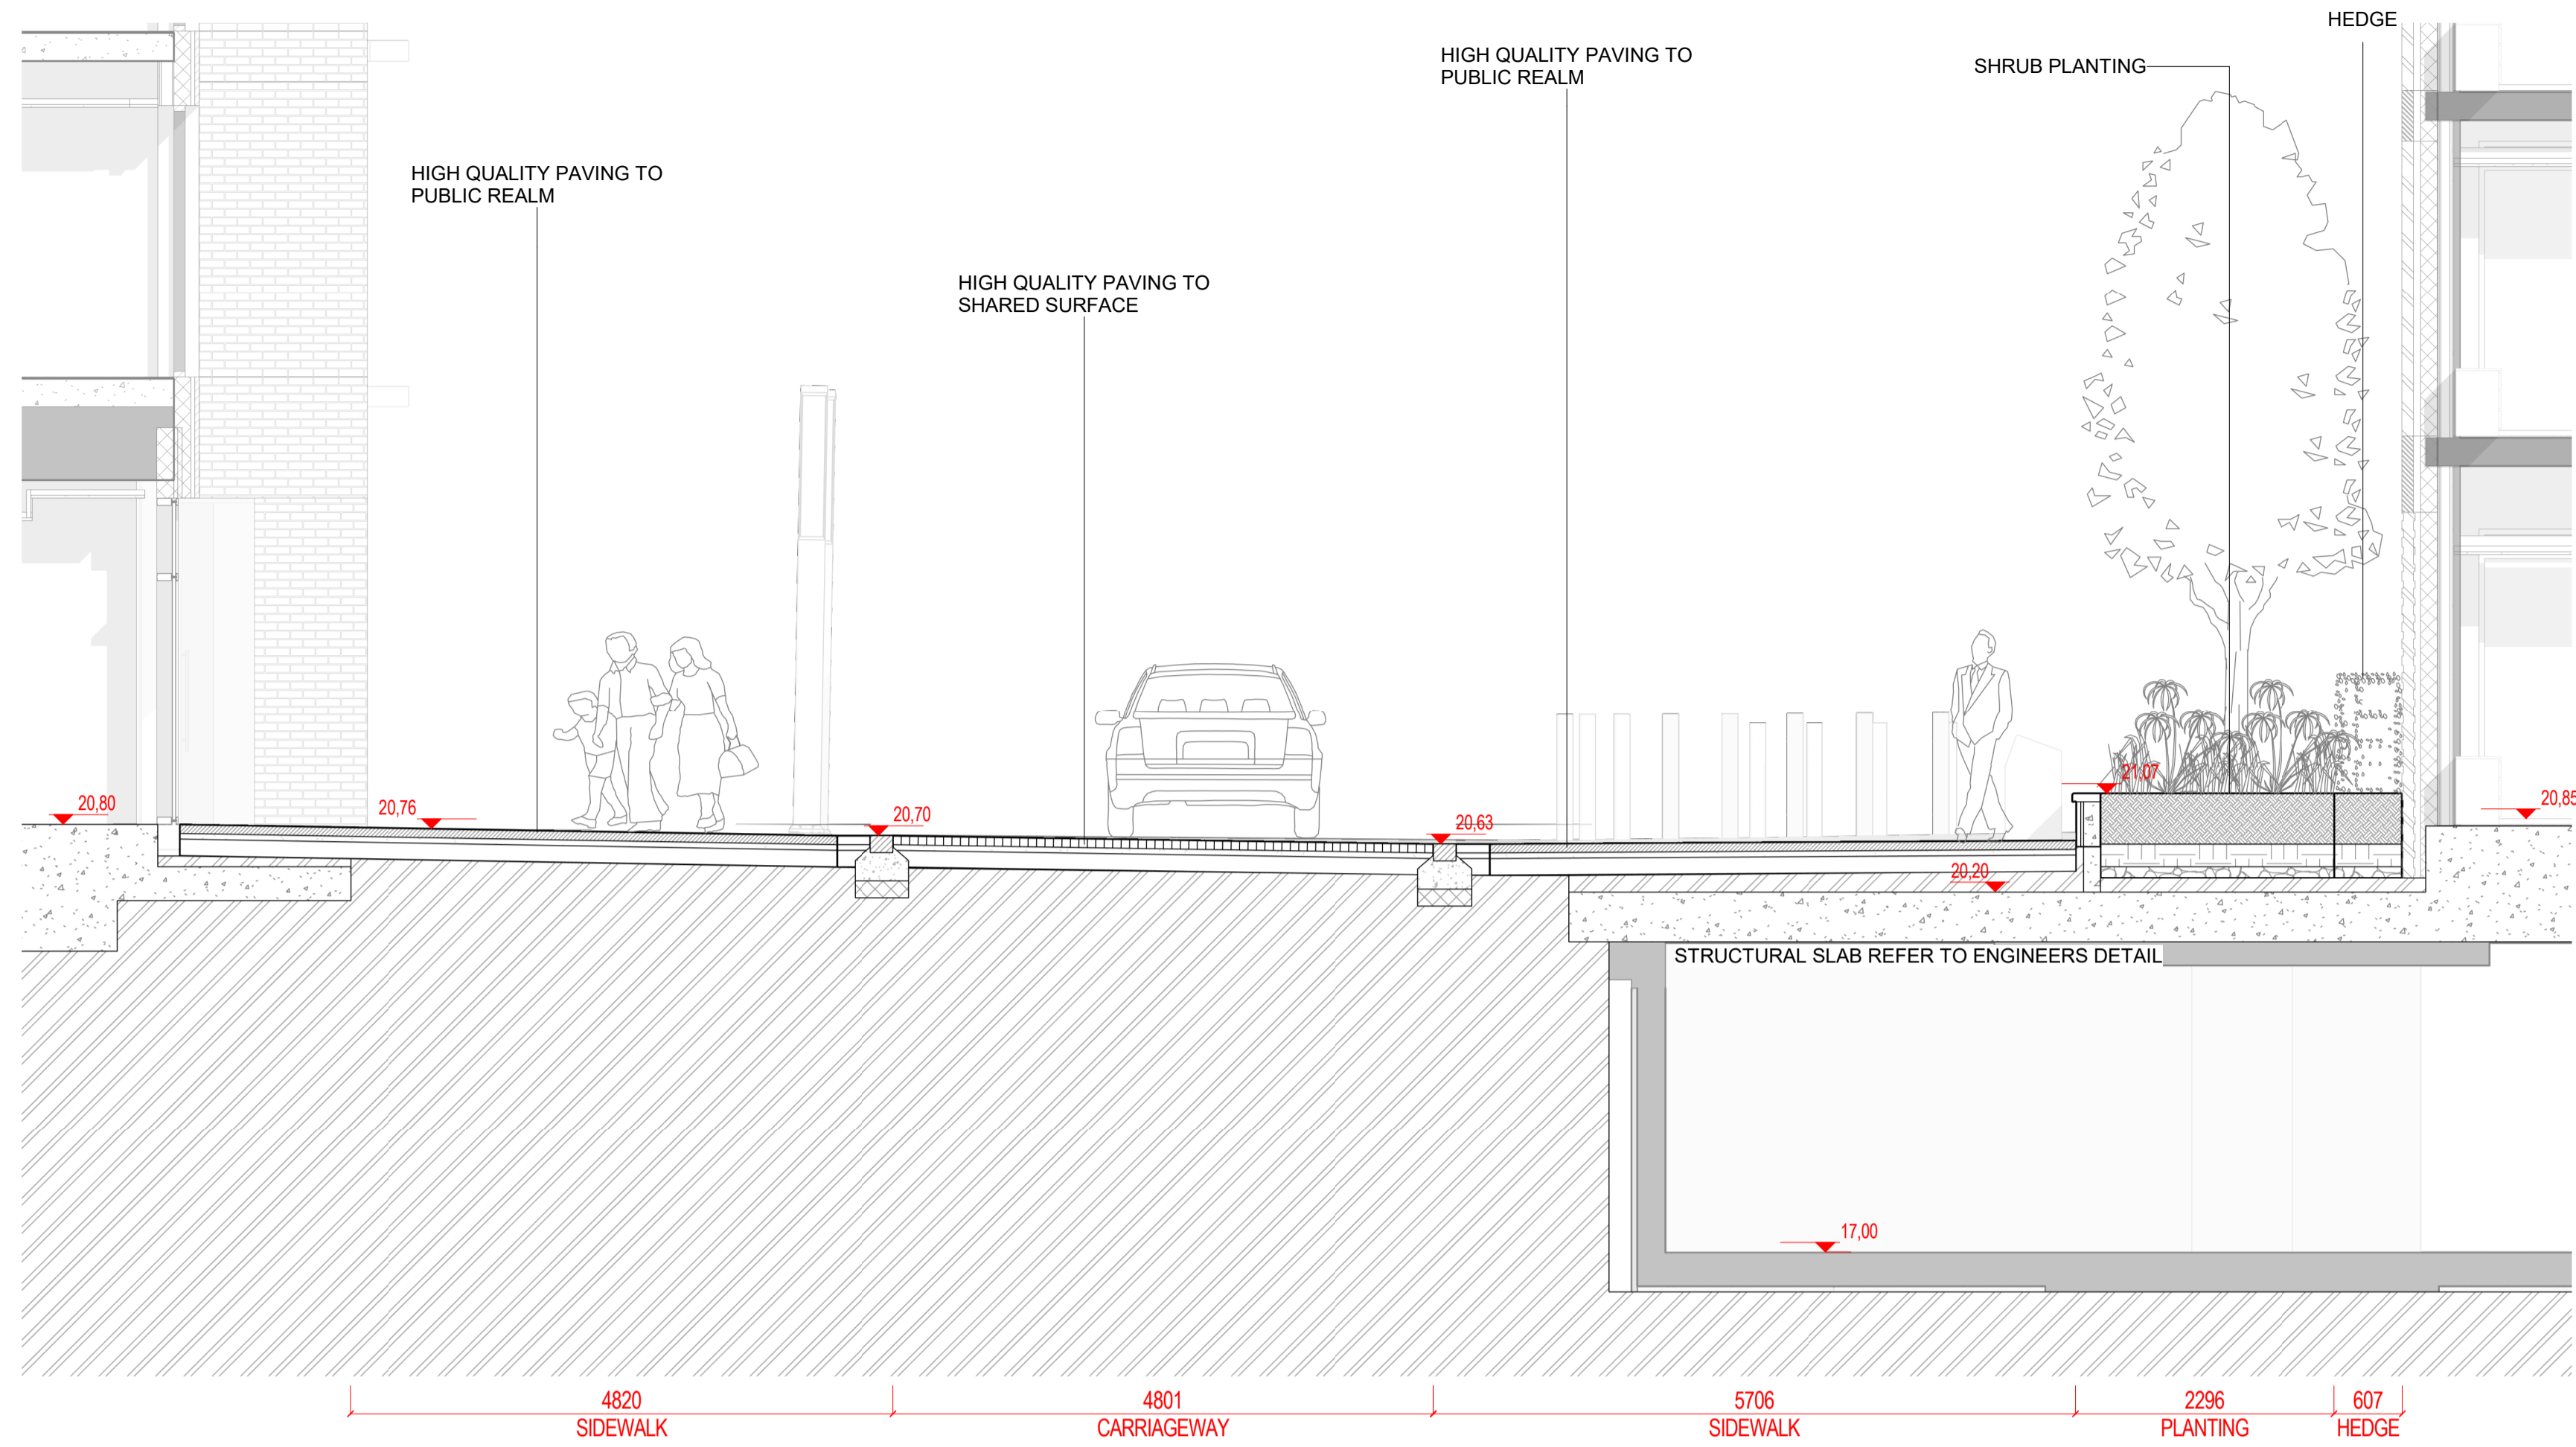 HEDGE
HIGH QUALITY PAVING TO
PUBLIC REALM
SHRUB PLANTING
HIGH QUALITY PAVING TO
PUBLIC REALM
HIGH QUALITY PAVING TO
SHARED SURFACE
21,07
20,80
20,76
20,70
20,63
20,85
20,20
STRUCTURAL SLAB REFER TO ENGINEERS DETAIL
17,00
4820
SIDEWALK
4801
CARRIAGEWAY
5706
SIDEWALK
2296
PLANTING
607
HEDGE